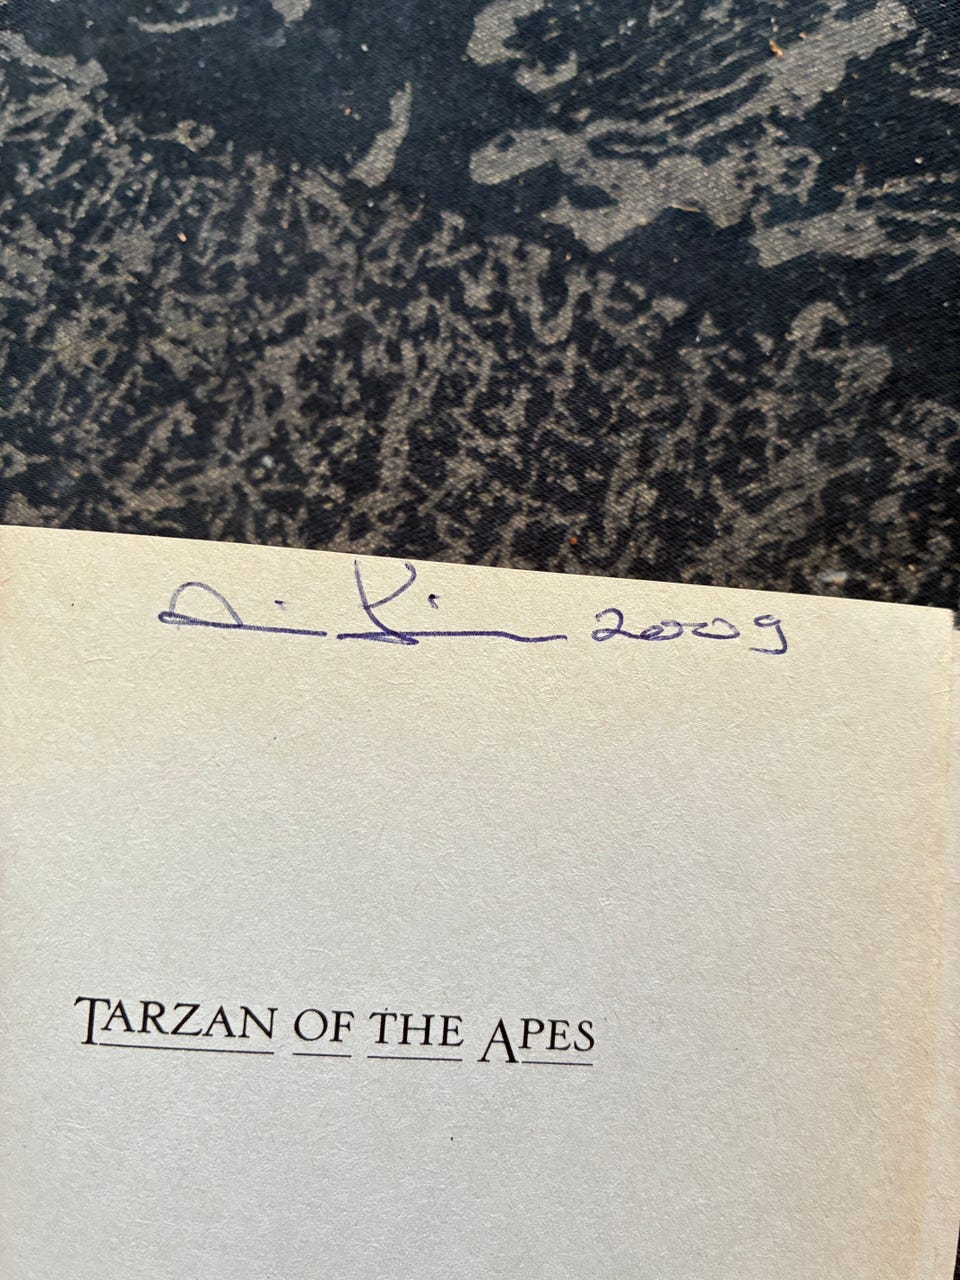 2009
TARZAN OF THE APES